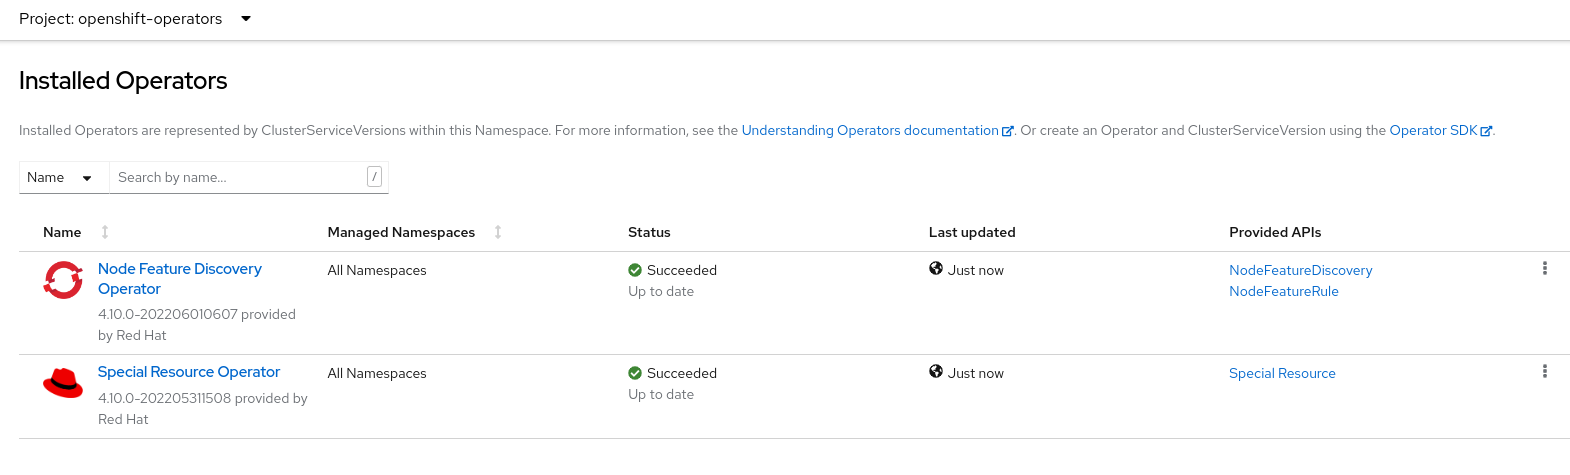 Project: openshift-operators
Installed Operators
Installed Operators are represented by ClusterServiceVersions within this Namespace. For more information, see the Understanding Operators documentation. Or create an Operator and ClusterServiceVersion using the Operator SDK.
Name Search by name... /
Name Managed Namespaces Status Last updated Provided APIs
Node Feature Discovery All Namespaces Succeeded Just now NodeFeatureDiscovery
Operator Up to date NodeFeatureRule
4.10.0-202206010607 provided
by Red Hat
Special Resource Operator All Namespaces Succeeded Just now Special Resource
4.10.0-202205311508 provided by Up to date
Red Hat